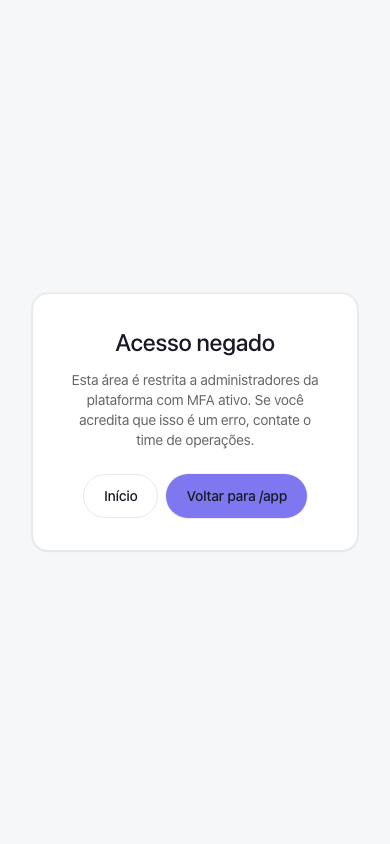 Acesso negado
Esta área é restrita a administradores da
plataforma com MFA ativo. Se você
acredita que isso é um erro, contate o
time de operações.
Início
Voltar para /app